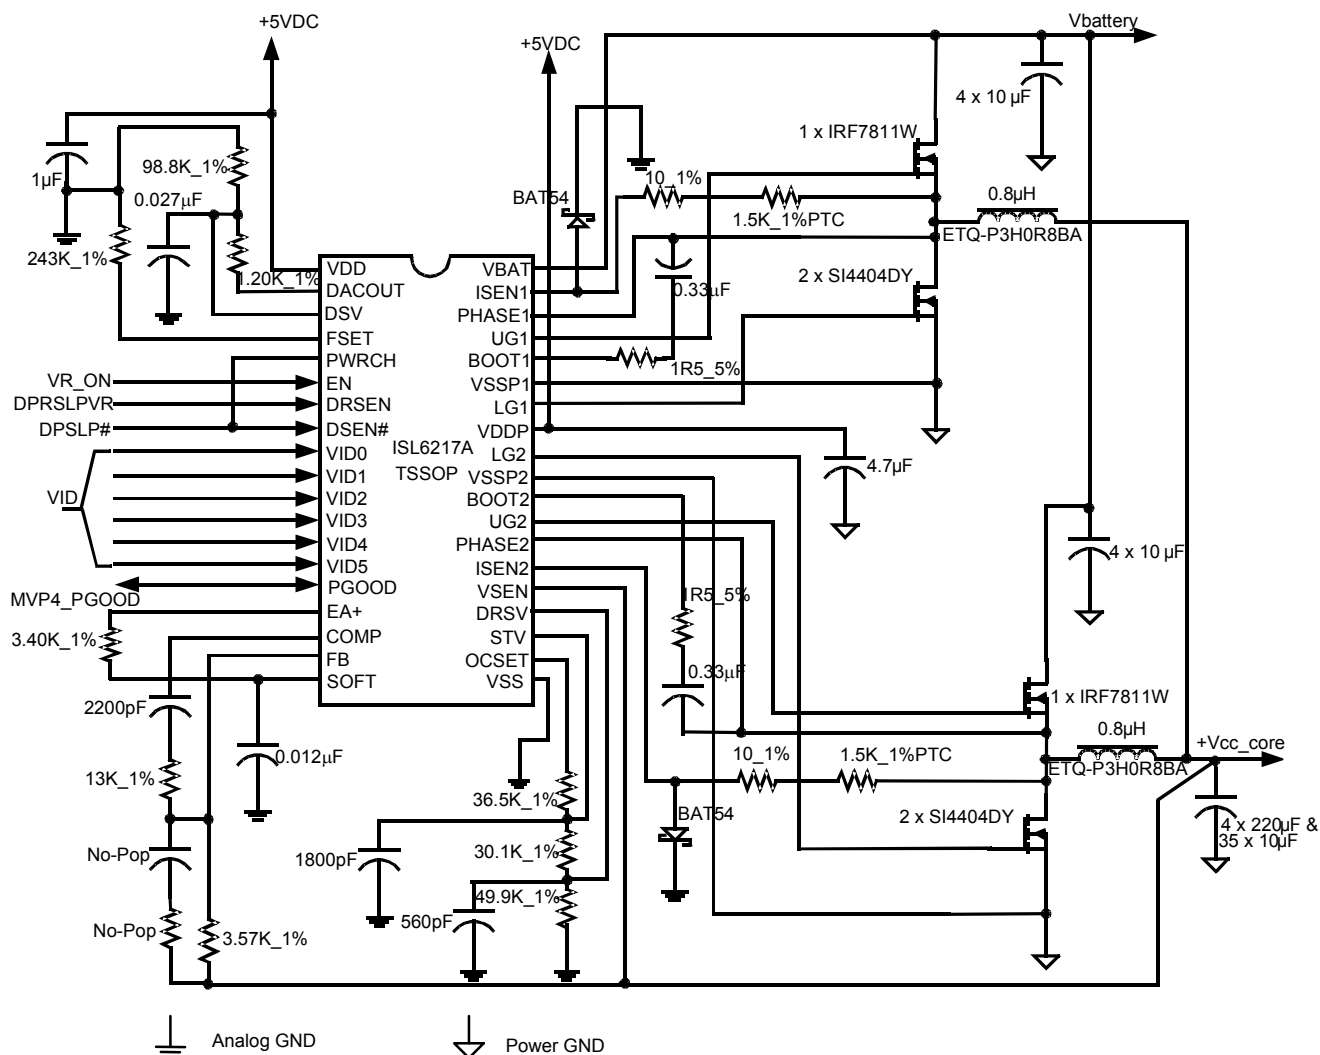 +5VDC
+5VDC
Vbattery
4 x 10 µF
1 x IRF7811W
1µF
98.8K_1%
0.027µF
10_1%
BAT54
1.5K_1%PTC
0.8µH
ETQ-P3H0R8BA
243K_1%
1.20K_1%
0.33µF
2 x SI4404DY
1R5_5%
VDD
DACOUT
DSV
FSET
PWRCH
EN
DRSEN
DSEN#
VID0
VID1
VID2
VID3
VID4
VID5
PGOOD
EA+
COMP
FB
SOFT
ISL6217A
TSSOP
VBAT
ISEN1
PHASE1
UG1
BOOT1
VSSP1
LG1
VDDP
LG2
VSSP2
BOOT2
UG2
PHASE2
ISEN2
VSEN
DRSV
STV
OCSET
VSS
VR_ON
DPRSLPVR
DPSLP#
VID
MVP4_PGOOD
3.40K_1%
4.7µF
4 x 10 µF
1R5_5%
0.33µF
2200pF
0.012µF
13K_1%
1 x IRF7811W
0.8µH
+Vcc_core
ETQ-P3H0R8BA
10_1%
1.5K_1%PTC
36.5K_1%
BAT54
2 x SI4404DY
4 x 220µF &
35 x 10µF
No-Pop
1800pF
30.1K_1%
49.9K_1%
560pF
No-Pop
3.57K_1%
Analog GND
Power GND